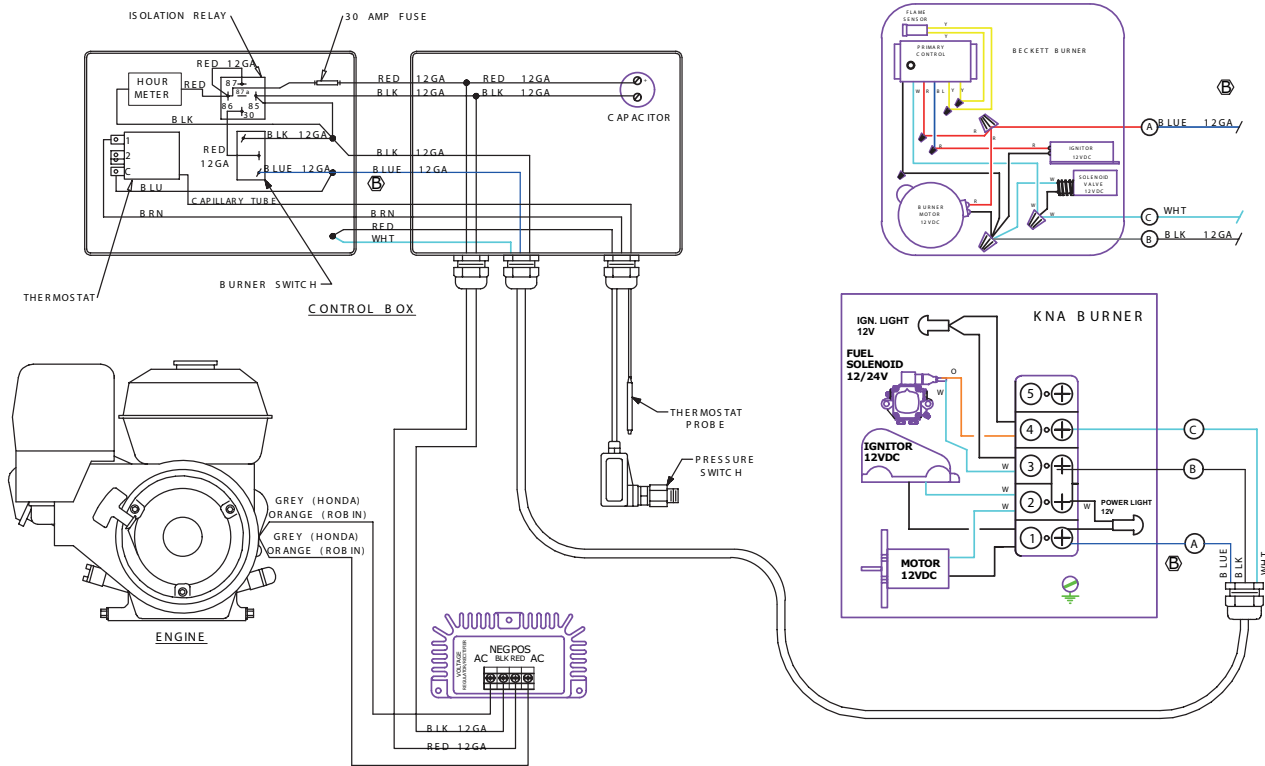 ISOLATION RELAY
30 AMP FUSE
RED 12GA
87
HOUR
METER
RED
87a
86
85
30
BLK
RED
12GA
BLK 12GA
BLUE 12GA
1
2
C
BLU
CAPILLARY TUBE
BRN
THERMOSTAT
BURNER SWITCH
CONTROL BOX
RED 12GA
BLK 12GA
RED 12GA
BLK 12GA
+
-
CAPACITOR
BLK 12GA
BLUE 12GA
B
BRN
RED
WHT
THERMOSTAT
PROBE
PRESSURE
SWITCH
GREY (HONDA)
ORANGE (ROBIN)
GREY (HONDA)
ORANGE (ROBIN)
ENGINE
VOLTAGE
REGULATION/RECTIFIER
NEG POS
AC BLK RED AC
BLK 12GA
RED 12GA
FLAME
SENSOR
Y
Y
PRIMARY
CONTROL
BECKETT BURNER
W R BL Y Y
R
R
R
R
IGNITOR
12VDC
W
SOLENOID
VALVE
12VDC
BURNER
MOTOR
12VDC
R
W
W
B
A
BLUE 12GA
C
WHT
B
BLK 12GA
KNA BURNER
IGN. LIGHT
12V
FUEL
SOLENOID
12/24V
O
W
IGNITOR
12VDC
W
W
W
5
4
3
2
1
W
POWER LIGHT
12V
MOTOR
12VDC
C
B
A
B
BLUE
BLK
WHT